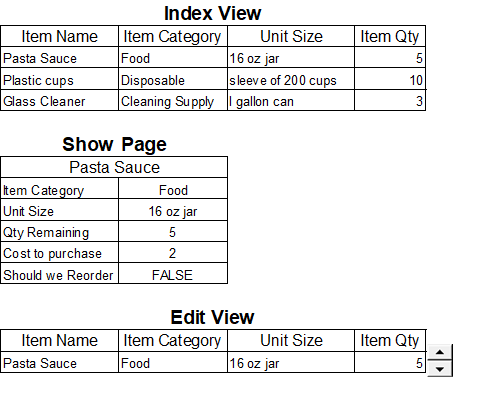 Index View
Item Name Item Category Unit Size Item Qty
Pasta Sauce Food 16 oz jar 5
Plastic cups Disposable sleeve of 200 cups 10
Glass Cleaner Cleaning Supply I gallon can 3
Show Page
Pasta Sauce
Item Category Food
Unit Size 16 oz jar
Qty Remaining 5
Cost to purchase 2
Should we Reorder FALSE
Edit View
Item Name Item Category Unit Size Item Qty
Pasta Sauce Food 16 oz jar 5